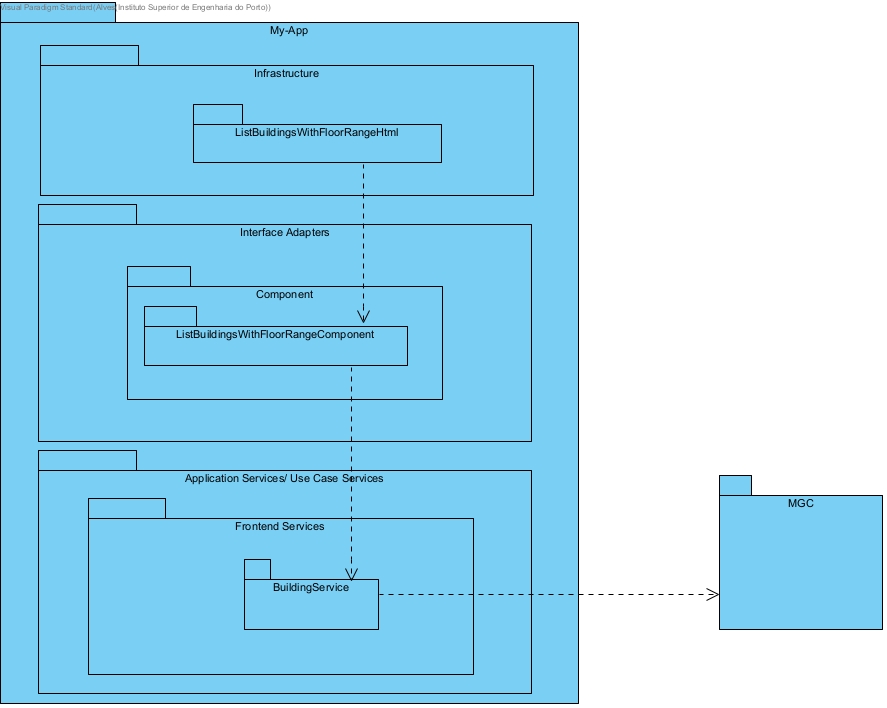 Visual Paradigm Standard(Alves(Instituto Superior de Engenharia do Porto))
My-App
Infrastructure
ListBuildingsWithFloorRangeHtml
Interface Adapters
Component
ListBuildingsWithFloorRangeComponent
Application Services/ Use Case Services
Frontend Services
BuildingService
MGC